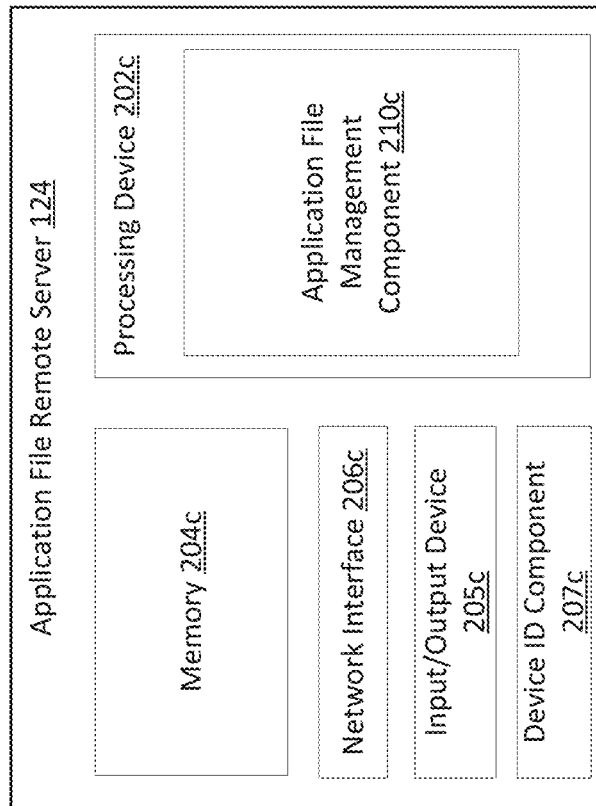 Application File Remote Server 124
Memory 204c
Network Interface 206c
Input/Output Device
205c
Device ID Component
207c
Processing Device 202c
Application File
Management
Component 210c